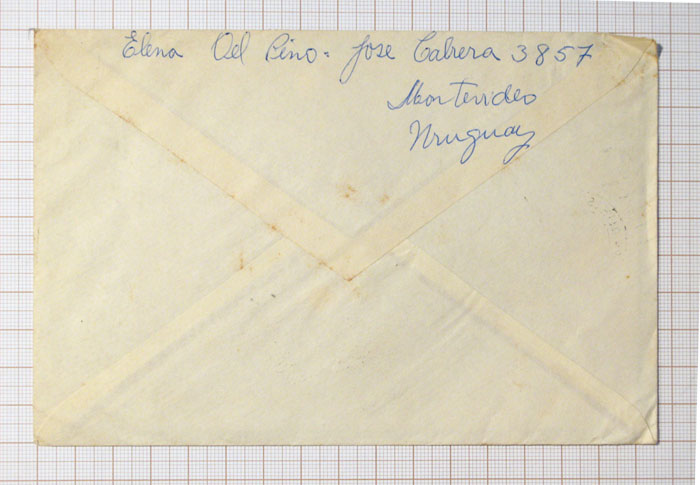 Elena Del Pino - Jose Cabrera 3857
Montevideo
Uruguay